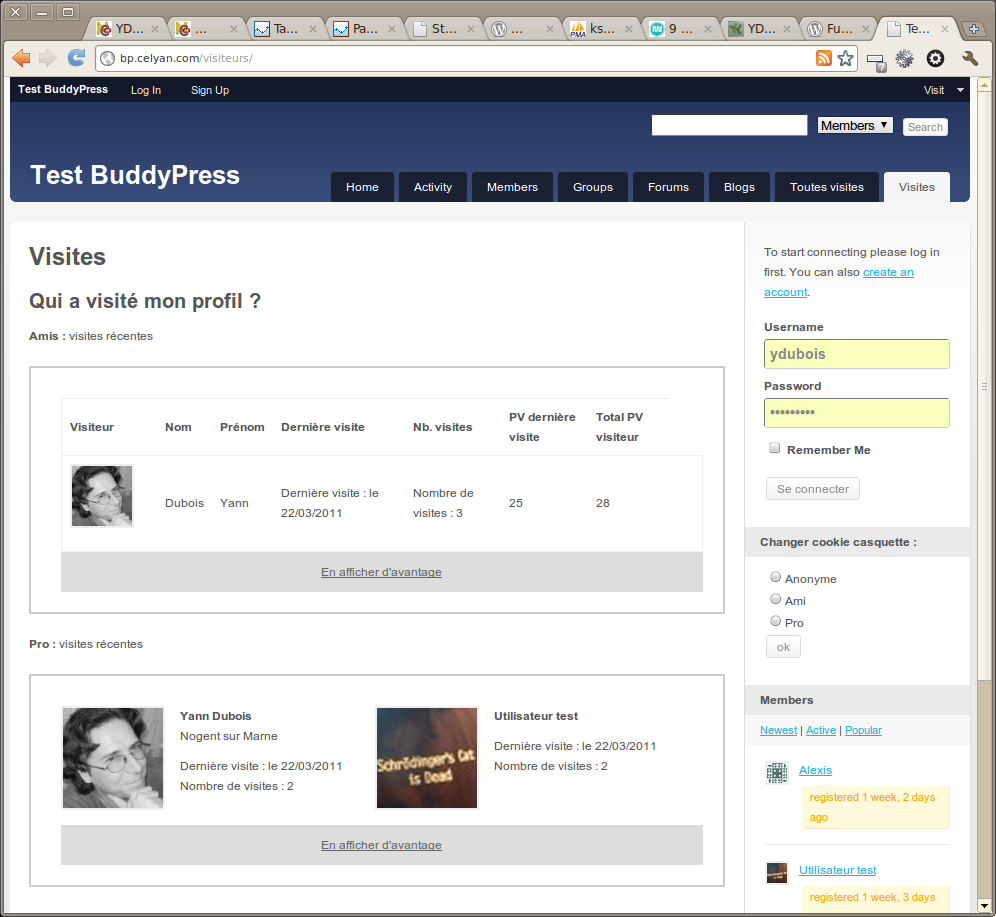 YD...
...
Ta...
Pa...
St...
...
ks...
9 ...
YD...
Fu...
Te...
bp.celyan.com/visiteurs/
Test BuddyPress Log In Sign Up Visit
Members Search
Test BuddyPress
Home Activity Members Groups Forums Blogs Toutes visites Visites
Visites
Qui a visité mon profil ?
Amis : visites récentes
Visiteur Nom Prénom Dernière visite Nb. visites PV dernière visite Total PV visiteur
Dubois Yann Dernière visite : le 22/03/2011 Nombre de visites : 3 25 28
En afficher d'avantage
Pro : visites récentes
Yann Dubois
Nogent sur Marne
Dernière visite : le 22/03/2011
Nombre de visites : 2
Schrödinger's Cat
is Dead
Utilisateur test
Dernière visite : le 22/03/2011
Nombre de visites : 2
En afficher d'avantage
To start connecting please log in
first. You can also create an
account.
Username
ydubois
Password
•••••••••
Remember Me
Se connecter
Changer cookie casquette :
Anonyme
Ami
Pro
ok
Members
Newest | Active | Popular
Alexis
registered 1 week, 2 days
ago
Utilisateur test
registered 1 week, 3 days